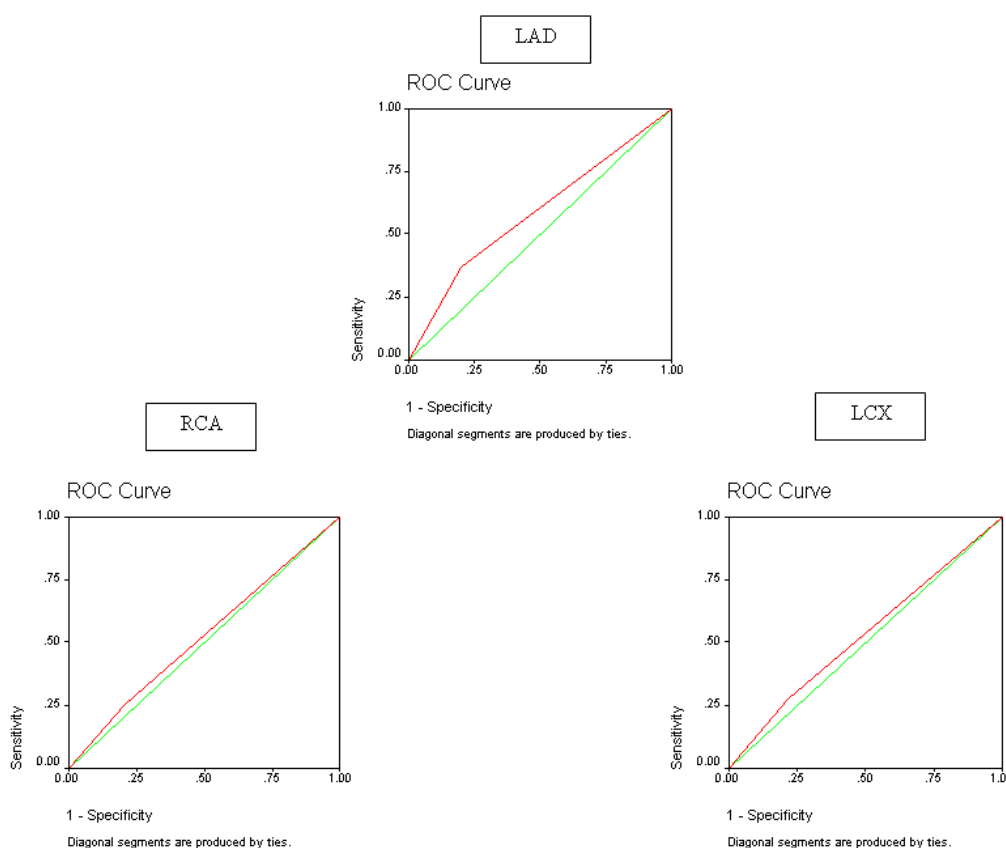 LAD
ROC Curve
1.00
.75
.50
.25
0.00
Sensitivity
0.00 .25 .50 .75 1.00
1 - Specificity
Diagonal segments are produced by ties.
RCA
ROC Curve
1.00
.75
.50
.25
0.00
Sensitivity
0.00 .25 .50 .75 1.00
1 - Specificity
Diagonal segments are produced by ties.
LCX
ROC Curve
1.00
.75
.50
.25
0.00
Sensitivity
0.00 .25 .50 .75 1.0
1 - Specificity
Diagonal segments are produced by ties.